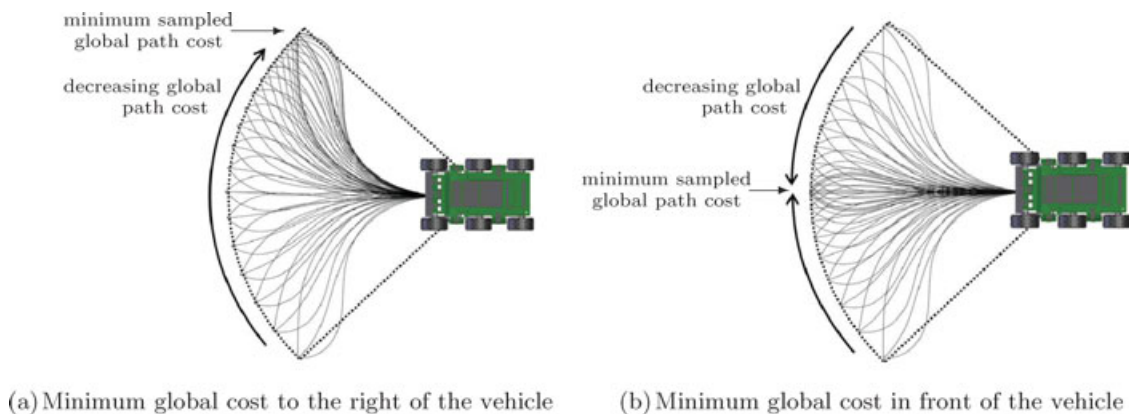 minimum sampled
global path cost
decreasing global
path cost
(a) Minimum global cost to the right of the vehicle
decreasing global
path cost
minimum sampled
global path cost
(b) Minimum global cost in front of the vehicle